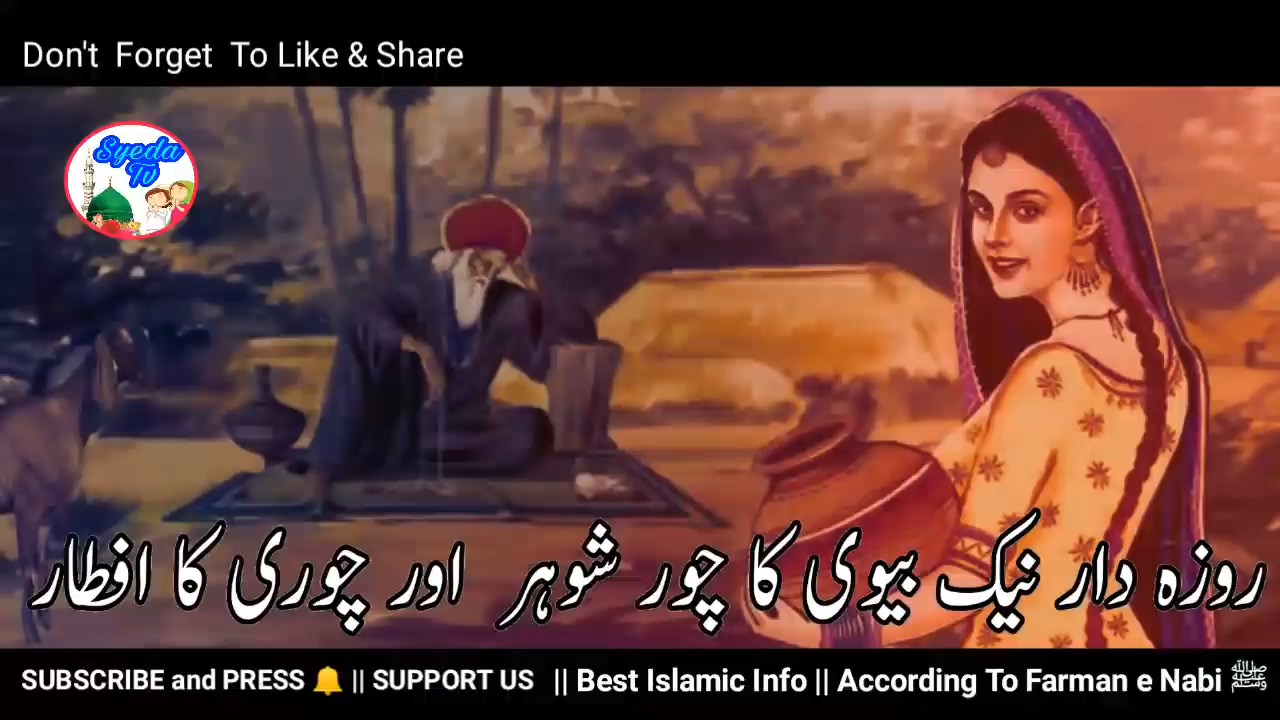 Don't Forget To Like & Share
Syeda
Tv
روزہ دار نیک بیوی کا چور شوہر اور چوری کا افطار
SUBSCRIBE and PRESS 🔔 || SUPPORT US || Best Islamic Info || According To Farman e Nabi ﷺ